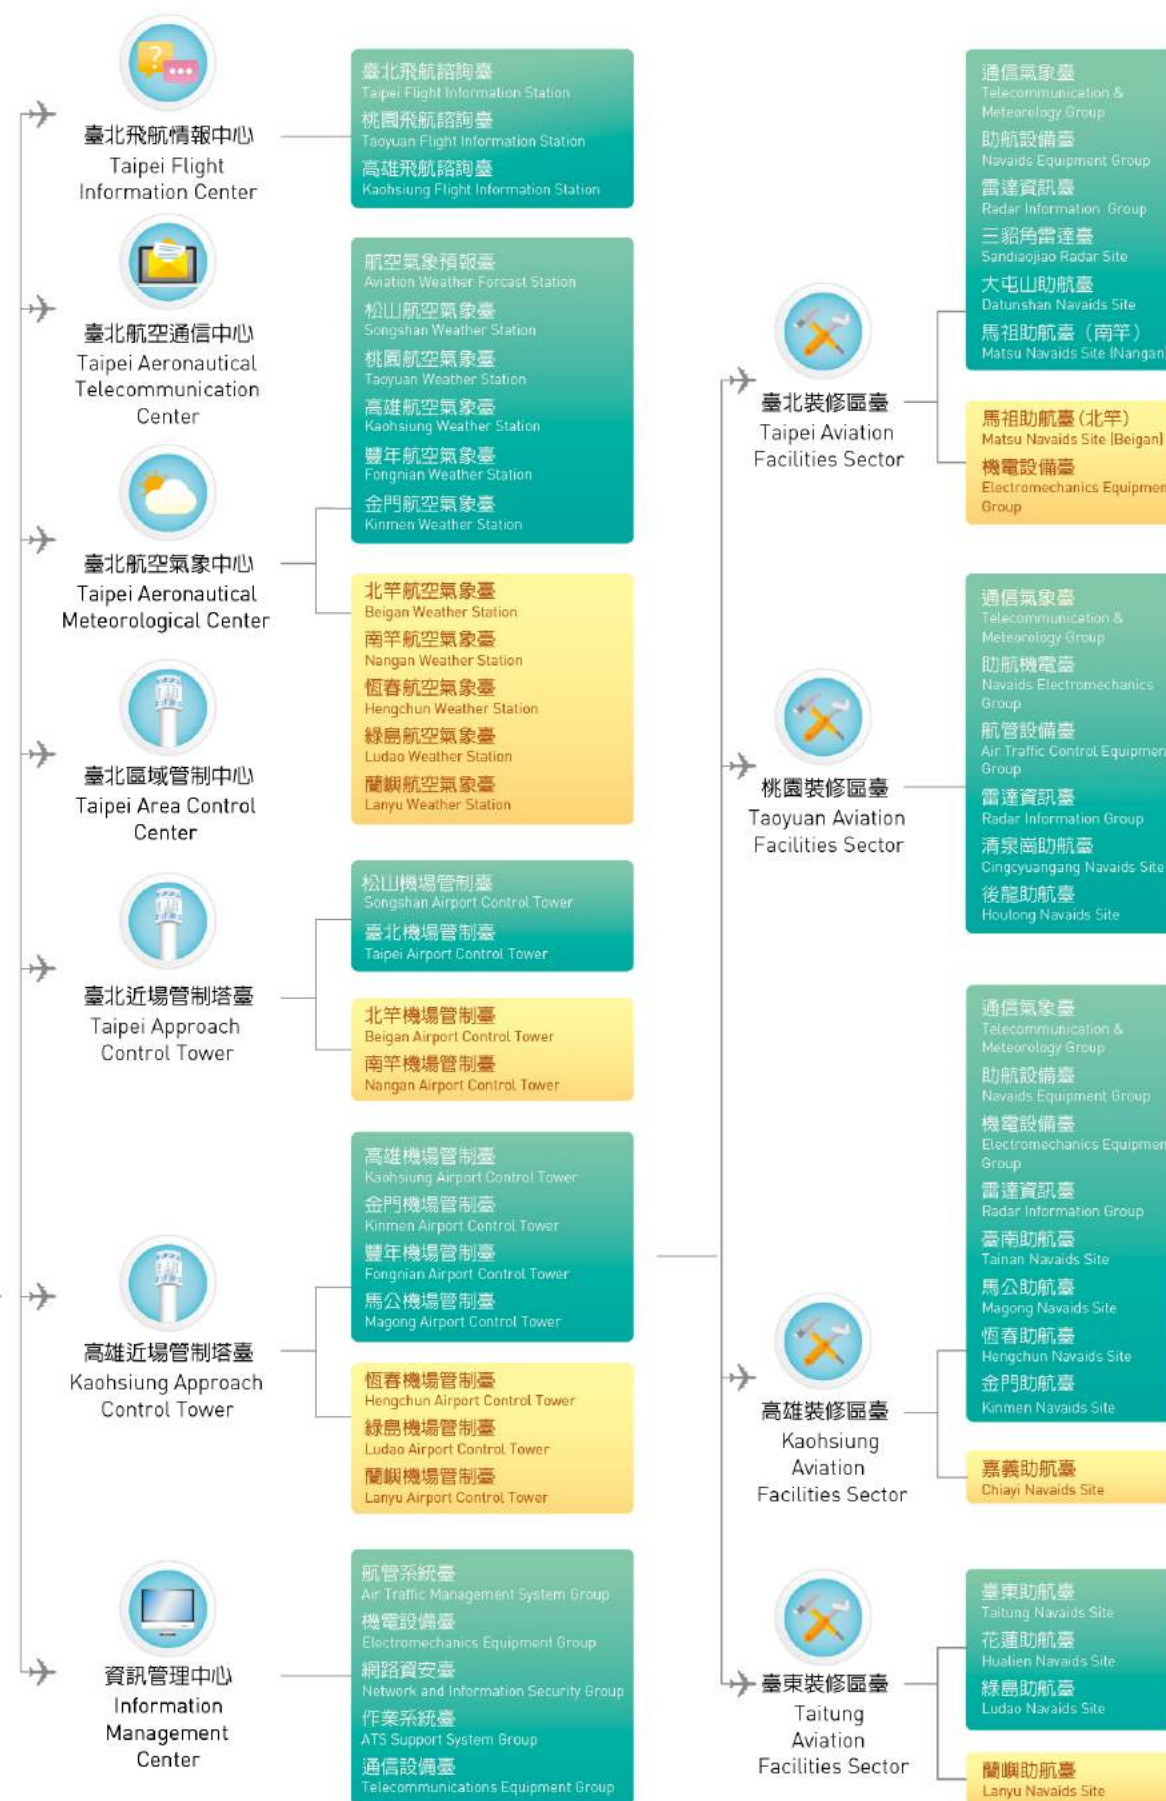 臺北飛航情報中心
Taipei Flight
Information Center
臺北飛航諮詢臺
Taipei Flight Information Station
桃園飛航諮詢臺
Taoyuan Flight Information Station
高雄飛航諮詢臺
Kaohsiung Flight Information Station
臺北航空通信中心
Taipei Aeronautical
Telecommunication
Center
臺北航空氣象中心
Taipei Aeronautical
Meteorological Center
航空氣象預報臺
Aviation Weather Forcast Station
松山航空氣象臺
Songshan Weather Station
桃園航空氣象臺
Taoyuan Weather Station
高雄航空氣象臺
Kaohsiung Weather Station
豐年航空氣象臺
Fongnian Weather Station
金門航空氣象臺
Kinmen Weather Station
北竿航空氣象臺
Beigan Weather Station
南竿航空氣象臺
Nangan Weather Station
恆春航空氣象臺
Hengchun Weather Station
綠島航空氣象臺
Ludao Weather Station
蘭嶼航空氣象臺
Lanyu Weather Station
臺北區域管制中心
Taipei Area Control
Center
臺北近場管制塔臺
Taipei Approach
Control Tower
松山機場管制臺
Songshan Airport Control Tower
臺北機場管制臺
Taipei Airport Control Tower
北竿機場管制臺
Beigan Airport Control Tower
南竿機場管制臺
Nangan Airport Control Tower
高雄近場管制塔臺
Kaohsiung Approach
Control Tower
高雄機場管制臺
Kaohsiung Airport Control Tower
金門機場管制臺
Kinmen Airport Control Tower
豐年機場管制臺
Fongnian Airport Control Tower
馬公機場管制臺
Magong Airport Control Tower
恆春機場管制臺
Hengchun Airport Control Tower
綠島機場管制臺
Ludao Airport Control Tower
蘭嶼機場管制臺
Lanyu Airport Control Tower
資訊管理中心
Information
Management
Center
航管系統臺
Air Traffic Management System Group
機電設備臺
Electromechanics Equipment Group
網路資安臺
Network and Information Security Group
作業系統臺
ATS Support System Group
通信設備臺
Telecommunications Equipment Group
臺北裝修區臺
Taipei Aviation
Facilities Sector
通信氣象臺
Telecommunication &
Meteorology Group
助航設備臺
Navaids Equipment Group
雷達資訊臺
Radar Information Group
三貂角雷達臺
Sandiaojiao Radar Site
大屯山助航臺
Datunshan Navaids Site
馬祖助航臺（南竿）
Matsu Navaids Site (Nangan)
馬祖助航臺(北竿)
Matsu Navaids Site (Beigan)
機電設備臺
Electromechanics Equipmen
Group
桃園裝修區臺
Taoyuan Aviation
Facilities Sector
通信氣象臺
Telecommunication &
Meteorology Group
助航機電臺
Navaids Electromechanics
Group
航管設備臺
Air Traffic Control Equipmen
Group
雷達資訊臺
Radar Information Group
清泉崗助航臺
Cingcyuangang Navaids Site
後龍助航臺
Houlong Navaids Site
高雄裝修區臺
Kaohsiung
Aviation
Facilities Sector
通信氣象臺
Telecommunication &
Meteorology Group
助航設備臺
Navaids Equipment Group
機電設備臺
Electromechanics Equipmen
Group
雷達資訊臺
Radar Information Group
臺南助航臺
Tainan Navaids Site
馬公助航臺
Magong Navaids Site
恆春助航臺
Hengchun Navaids Site
金門助航臺
Kinmen Navaids Site
嘉義助航臺
Chiayi Navaids Site
臺東裝修區臺
Taitung
Aviation
Facilities Sector
臺東助航臺
Taitung Navaids Site
花蓮助航臺
Hualien Navaids Site
綠島助航臺
Ludao Navaids Site
蘭嶼助航臺
Lanyu Navaids Site